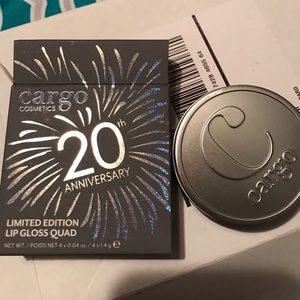 cargo
COSMETICS
20th
ANNIVERSARY
LIMITED EDITION
LIP GLOSS QUAD
NET WT. / POIDS NET 4 x 0.04 oz. / 4 x 1.4 g ℮
C
cargo